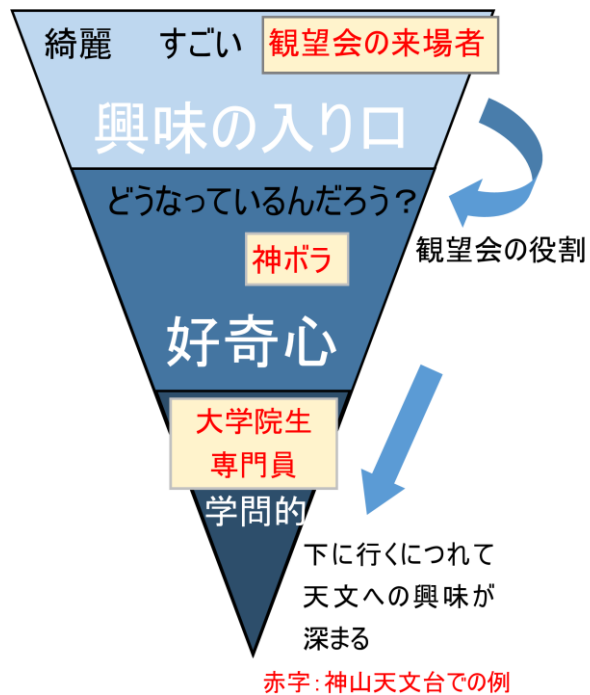 綺麗 すごい 観望会の来場者
興味の入り口
どうなっているんだろう？
観望会の役割
神ボラ
好奇心
大学院生
専門員
学問的
下に行くにつれて
天文への興味が
深まる
赤字：神山天文台での例